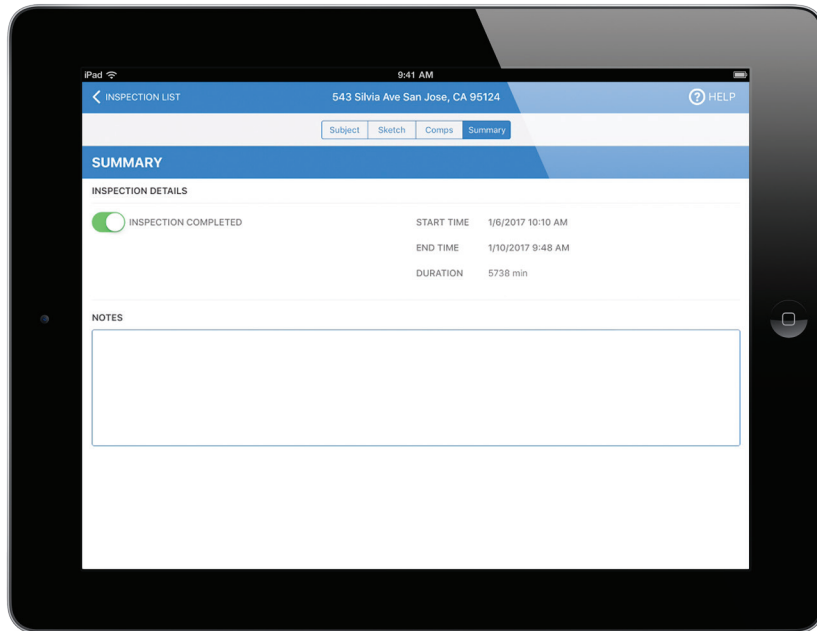 iPad 9:41 AM
INSPECTION LIST 543 Silvia Ave San Jose, CA 95124 ? HELP
Subject Sketch Comps Summary
SUMMARY
INSPECTION DETAILS
INSPECTION COMPLETED START TIME 1/6/2017 10:10 AM
END TIME 1/10/2017 9:48 AM
DURATION 5738 min
NOTES